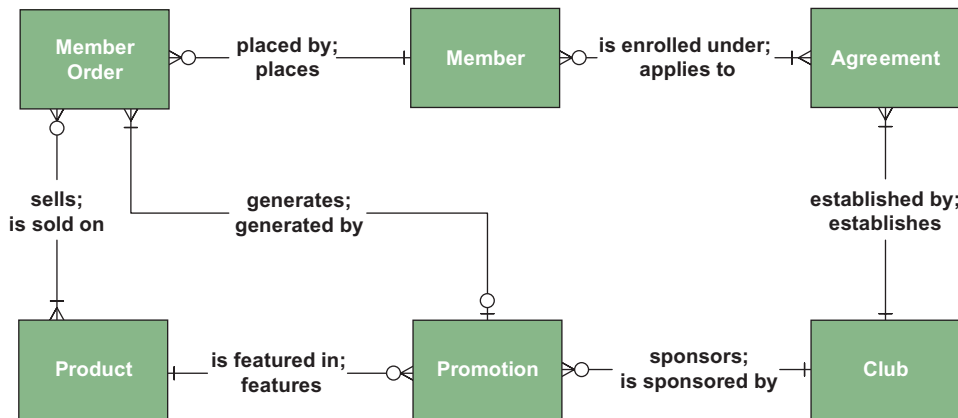 Member
Order
placed by;
places
Member
is enrolled under;
applies to
Agreement
sells;
is sold on
generates;
generated by
established by;
establishes
Product
is featured in;
features
Promotion
sponsors;
is sponsored by
Club